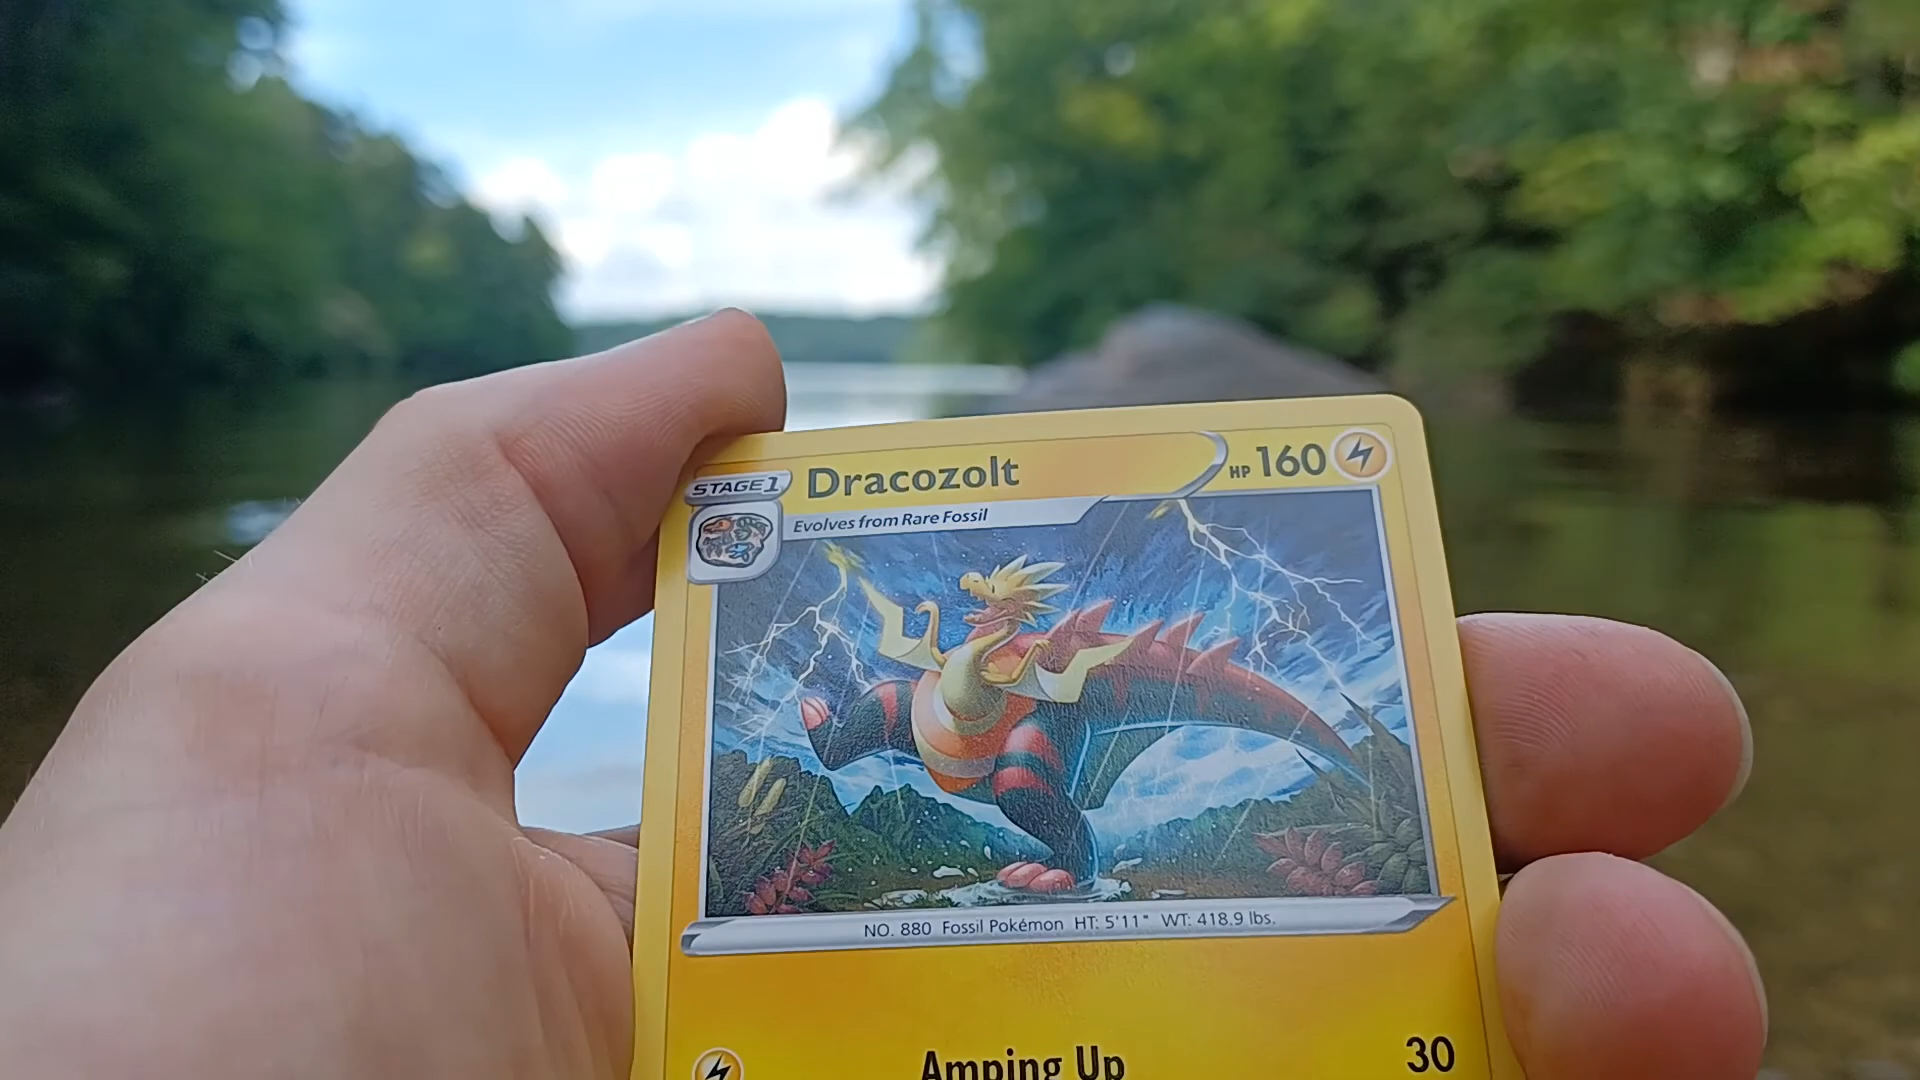 STAGE1 Dracozolt HP 160
Evolves from Rare Fossil
NO. 880 Fossil Pokémon HT: 5'11" WT: 418.9 lbs.
Amping Up 30